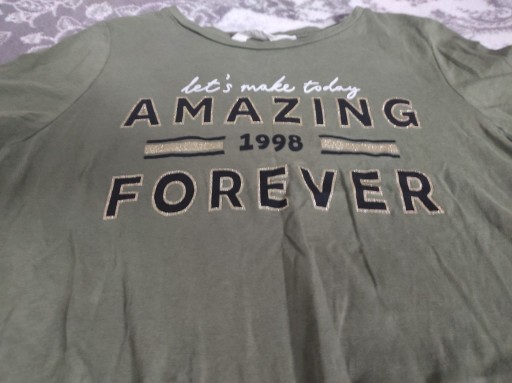 let's make today
AMAZING
1998
FOREVER